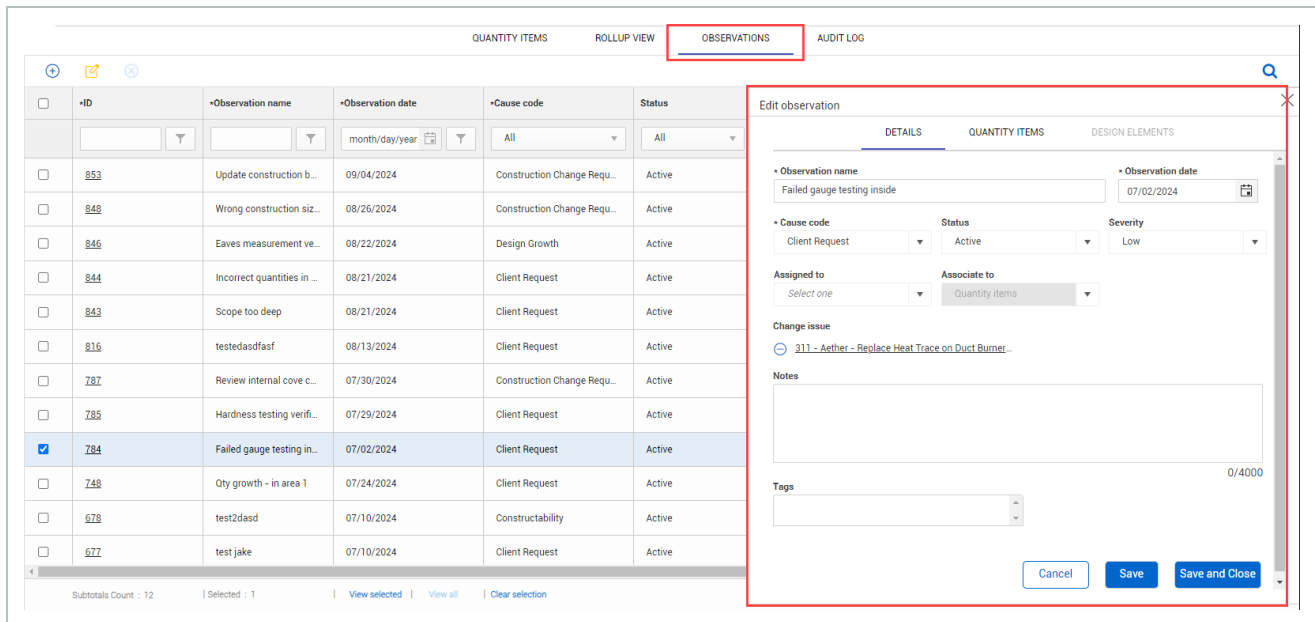 QUANTITY ITEMS ROLLUP VIEW OBSERVATIONS AUDIT LOG
*ID *Observation name *Observation date *Cause code Status
month/day/year All All
853 Update construction b... 09/04/2024 Construction Change Requ... Active
848 Wrong construction siz... 08/26/2024 Construction Change Requ... Active
846 Eaves measurement ve... 08/22/2024 Design Growth Active
844 Incorrect quantities in ... 08/21/2024 Client Request Active
843 Scope too deep 08/21/2024 Client Request Active
816 testedasdfasf 08/13/2024 Client Request Active
787 Review internal cove c... 07/30/2024 Construction Change Requ... Active
785 Hardness testing verifi... 07/29/2024 Client Request Active
784 Failed gauge testing in... 07/02/2024 Client Request Active
748 Qty growth - in area 1 07/24/2024 Client Request Active
678 test2dasd 07/10/2024 Constructability Active
677 test jake 07/10/2024 Client Request Active
Subtotals Count : 12 | Selected : 1 | View selected | View all | Clear selection
Edit observation
DETAILS QUANTITY ITEMS DESIGN ELEMENTS
* Observation name * Observation date
Failed gauge testing inside 07/02/2024
* Cause code Status Severity
Client Request Active Low
Assigned to Associate to
Select one Quantity items
Change issue
311 - Aether - Replace Heat Trace on Duct Burner...
Notes
0/4000
Tags
Cancel Save Save and Close